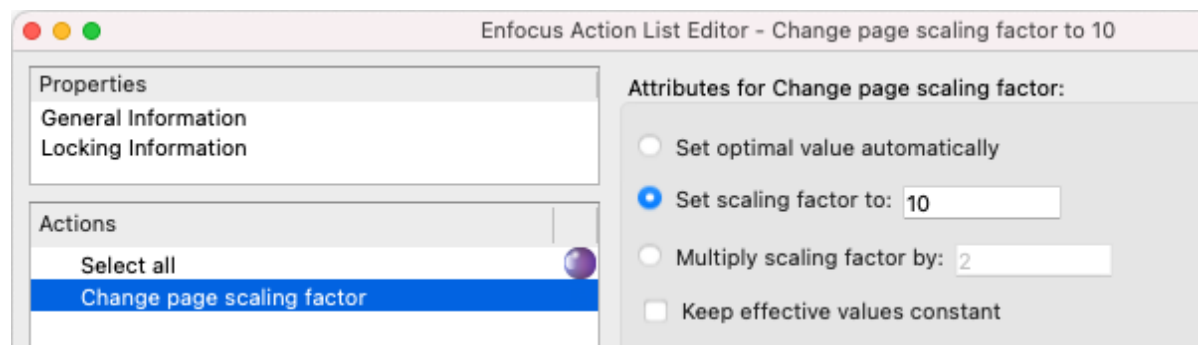 Enfocus Action List Editor - Change page scaling factor to 10
Properties
General Information
Locking Information
Actions
Select all
Change page scaling factor
Attributes for Change page scaling factor:
Set optimal value automatically
Set scaling factor to: 10
Multiply scaling factor by: 2
Keep effective values constant